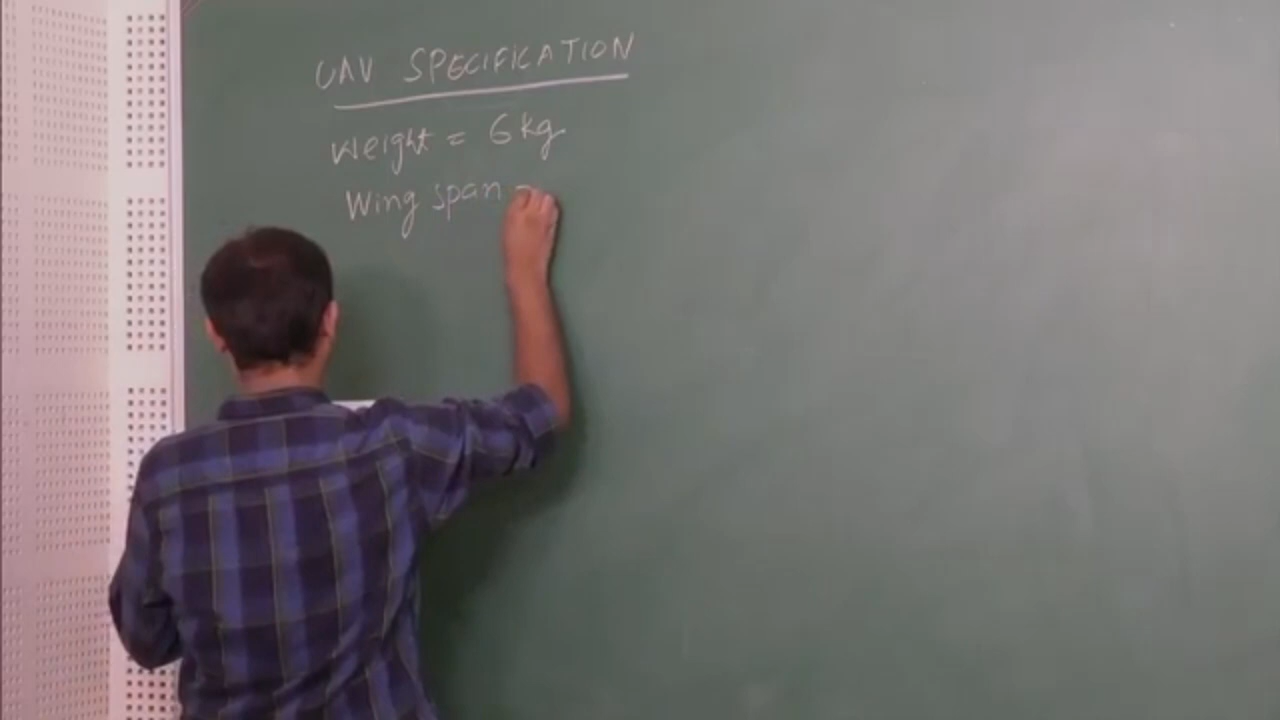 UAV SPECIFICATION
Weight = 6kg
Wing span =